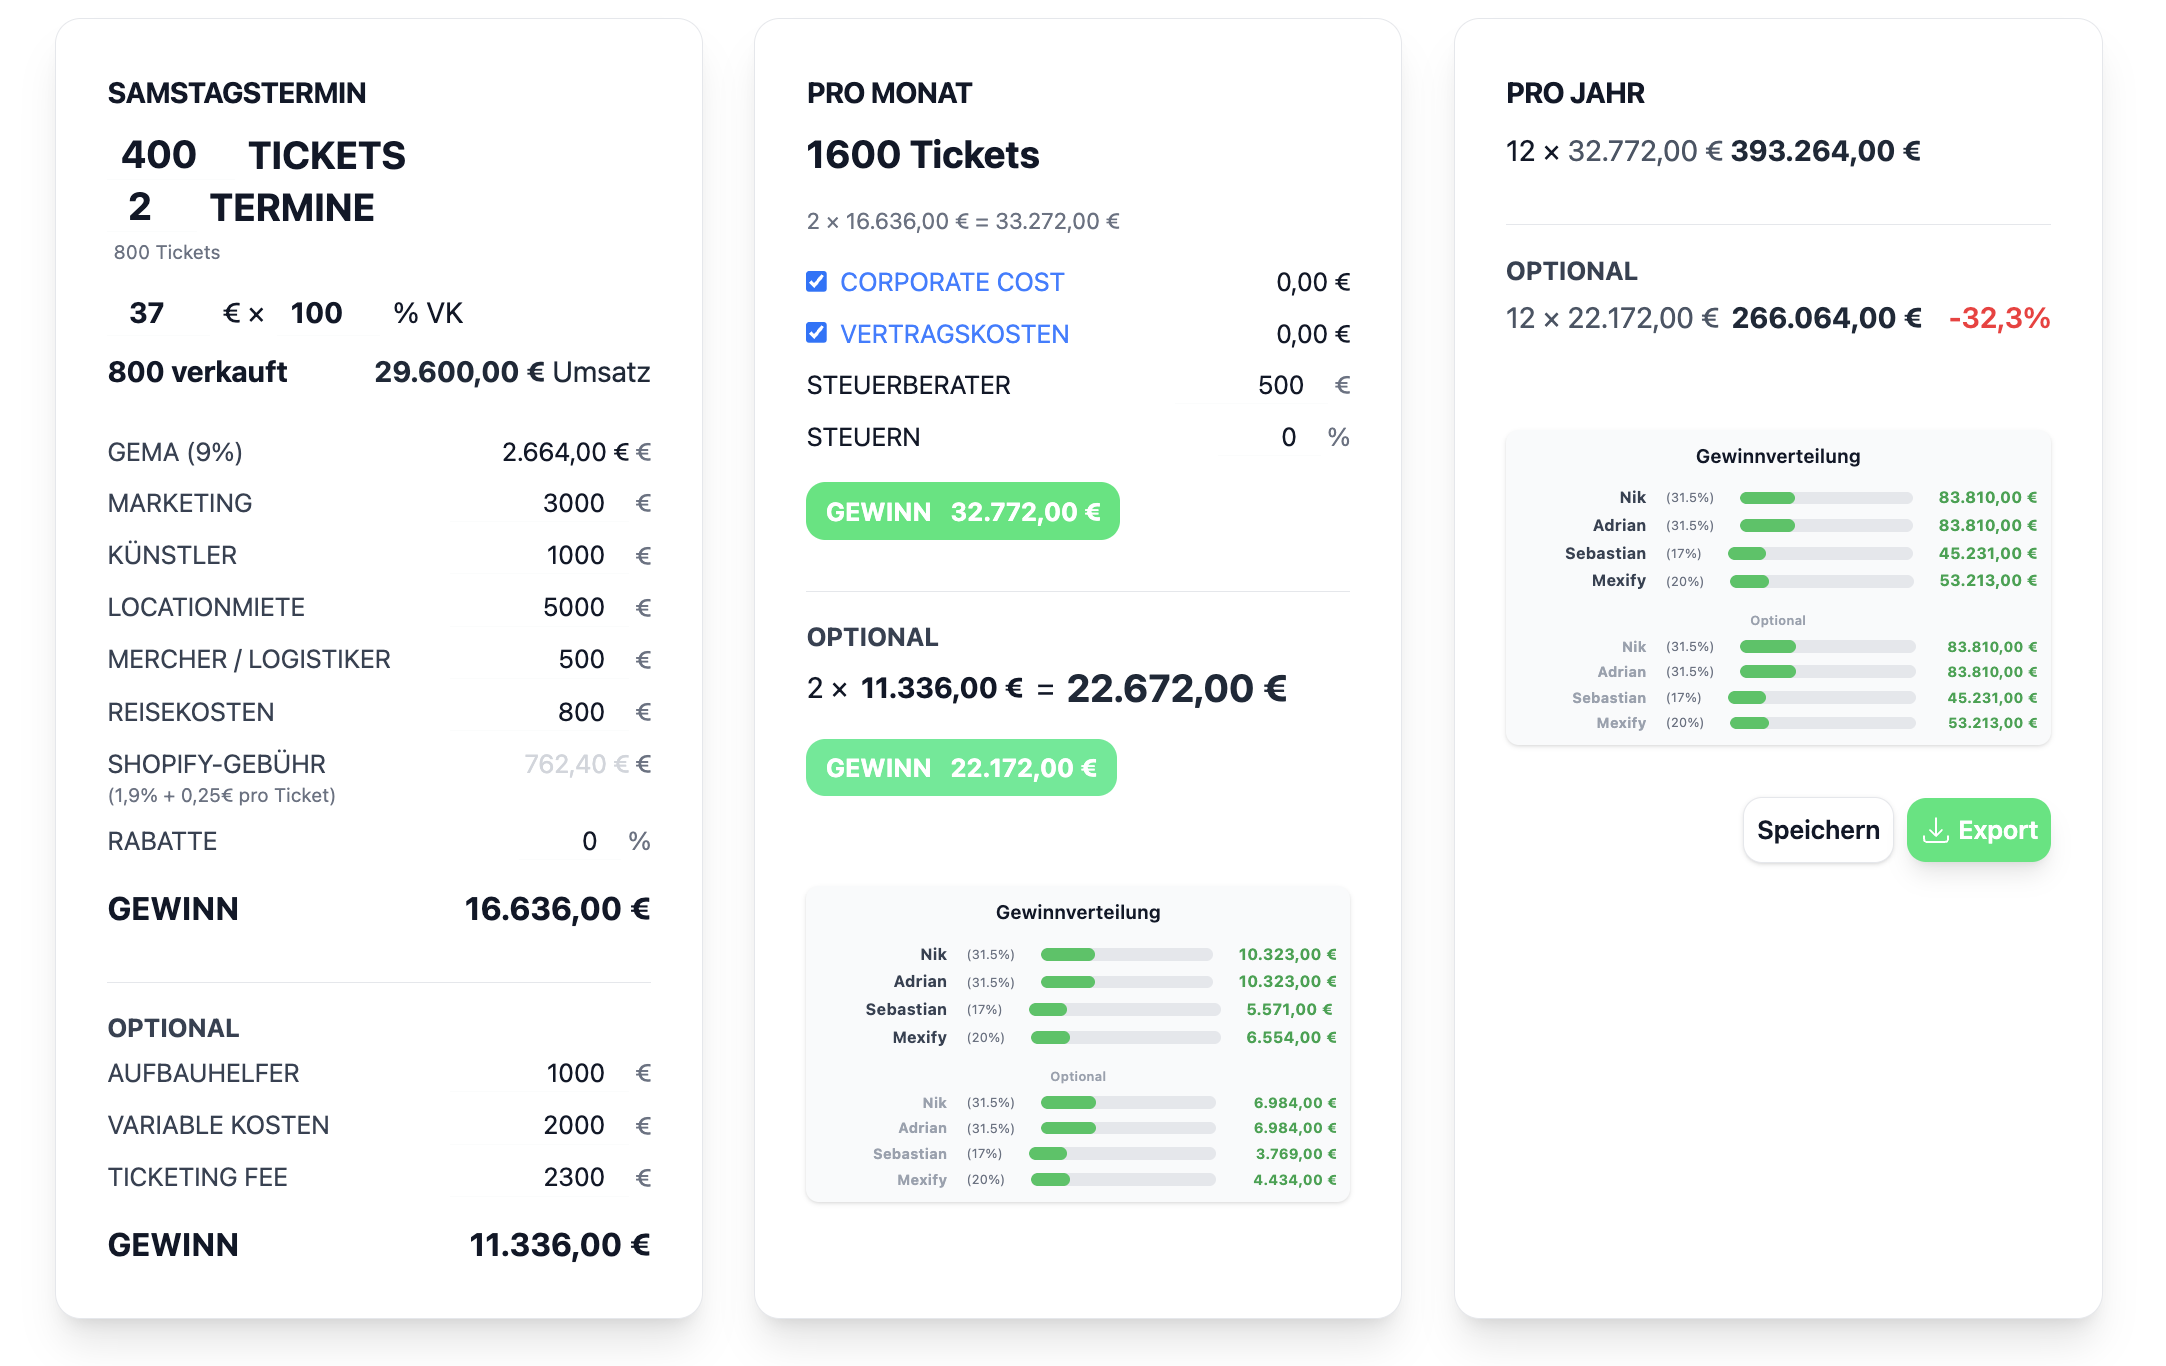 SAMSTAGSTERMIN
400 TICKETS
2 TERMINE
800 Tickets
37 € × 100 % VK
800 verkauft 29.600,00 € Umsatz
GEMA (9%) 2.664,00 € €
MARKETING 3000 €
KÜNSTLER 1000 €
LOCATIONMIETE 5000 €
MERCHER / LOGISTIKER 500 €
REISEKOSTEN 800 €
SHOPIFY-GEBÜHR 762,40 € €
(1,9% + 0,25€ pro Ticket)
RABATTE 0 %
GEWINN 16.636,00 €
OPTIONAL
AUFBAUHELFER 1000 €
VARIABLE KOSTEN 2000 €
TICKETING FEE 2300 €
GEWINN 11.336,00 €
PRO MONAT
1600 Tickets
2 × 16.636,00 € = 33.272,00 €
CORPORATE COST 0,00 €
VERTRAGSKOSTEN 0,00 €
STEUERBERATER 500 €
STEUERN 0 %
GEWINN 32.772,00 €
OPTIONAL
2 × 11.336,00 € = 22.672,00 €
GEWINN 22.172,00 €
Gewinnverteilung
Nik (31.5%) 10.323,00 €
Adrian (31.5%) 10.323,00 €
Sebastian (17%) 5.571,00 €
Mexify (20%) 6.554,00 €
Optional
Nik (31.5%) 6.984,00 €
Adrian (31.5%) 6.984,00 €
Sebastian (17%) 3.769,00 €
Mexify (20%) 4.434,00 €
PRO JAHR
12 × 32.772,00 € 393.264,00 €
OPTIONAL
12 × 22.172,00 € 266.064,00 € -32,3%
Gewinnverteilung
Nik (31.5%) 83.810,00 €
Adrian (31.5%) 83.810,00 €
Sebastian (17%) 45.231,00 €
Mexify (20%) 53.213,00 €
Optional
Nik (31.5%) 83.810,00 €
Adrian (31.5%) 83.810,00 €
Sebastian (17%) 45.231,00 €
Mexify (20%) 53.213,00 €
Speichern Export